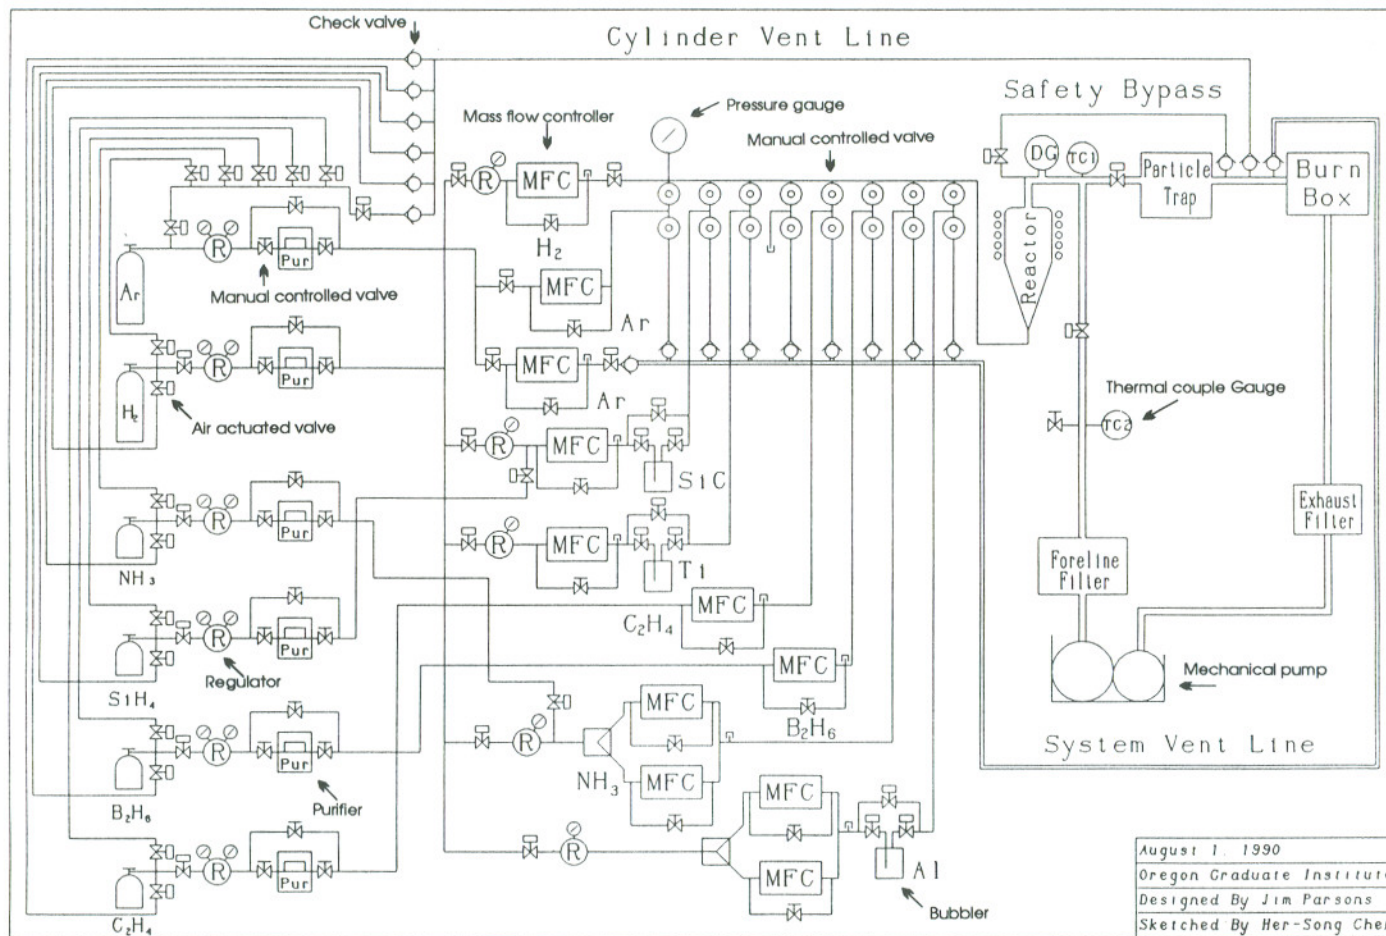 Check valve
Cylinder Vent Line
Safety Bypass
Pressure gauge
Mass flow controller
Manual controlled valve
DG
TC1
R
MFC
Particle
Trap
Burn
Box
H2
R
Pur
Reactor
Ar
MFC
Manual controlled valve
Ar
R
Pur
MFC
H2
Ar
Thermal couple Gauge
Air actuated valve
TC2
R
MFC
SiC
Exhaust
Filter
R
Pur
R
MFC
NH3
Ti
Foreline
Filter
MFC
C2H4
R
Pur
MFC
Mechanical pump
Regulator
SiH4
MFC
B2H6
System Vent Line
R
Pur
R
NH3
MFC
MFC
Purifier
B2H6
R
Pur
R
MFC
August 1, 1990
Al
Oregon Graduate Institute
MFC
Designed By Jim Parsons
C2H4
Bubbler
Sketched By Her-Song